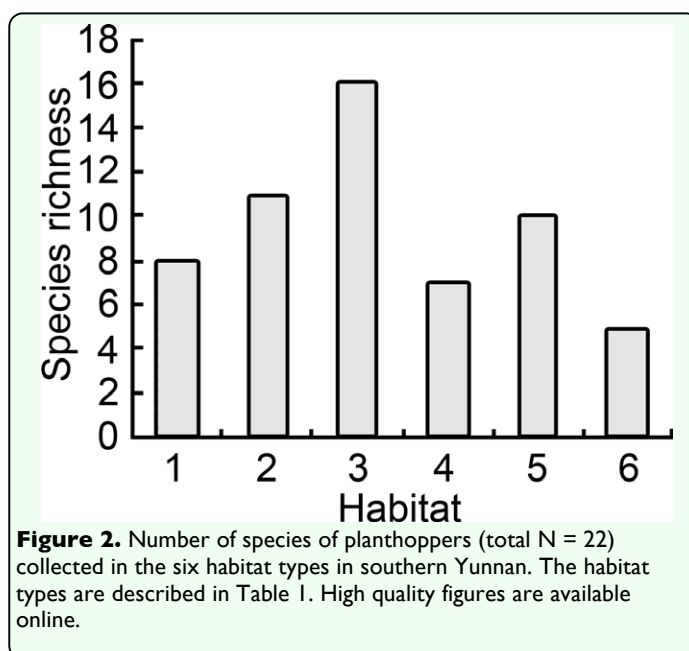 Species richness
18
16
14
12
10
8
6
4
2
0
1 2 3 4 5 6
Habitat
Figure 2. Number of species of planthoppers (total N = 22)
collected in the six habitat types in southern Yunnan. The habitat
types are described in Table 1. High quality figures are available
online.